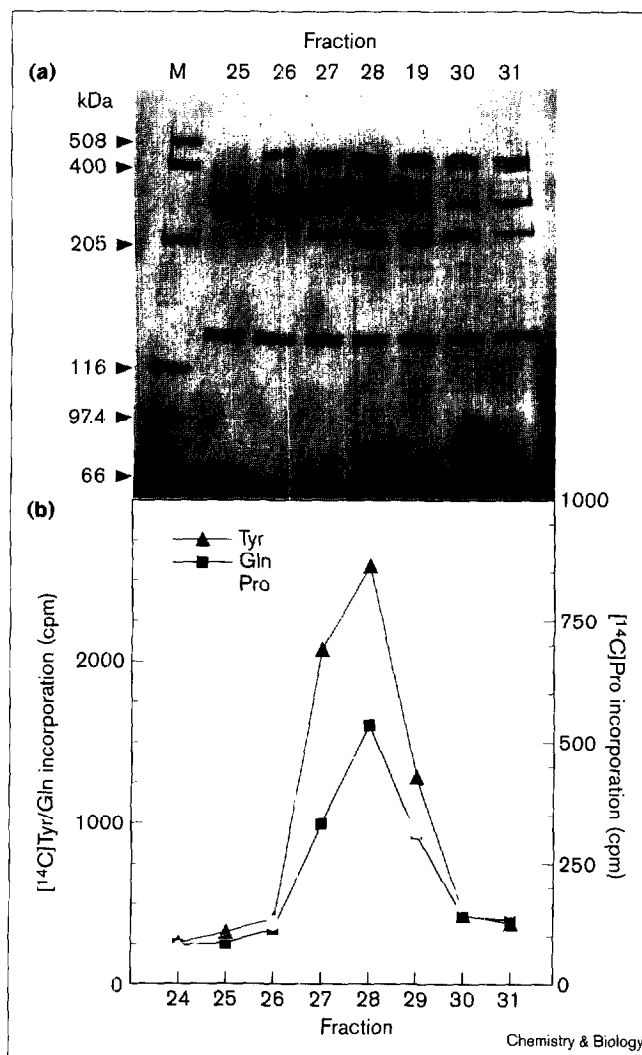 Fraction
(a) M 25 26 27 28 19 30 31
kDa
508
400
205
116
97.4
66
(b)
Tyr
Gln
Pro
[14C]Tyr/Gln incorporation (cpm)
2000
1000
0
1000
750
500
250
0
[14C]Pro incorporation (cpm)
24 25 26 27 28 29 30 31
Fraction
Chemistry & Biology